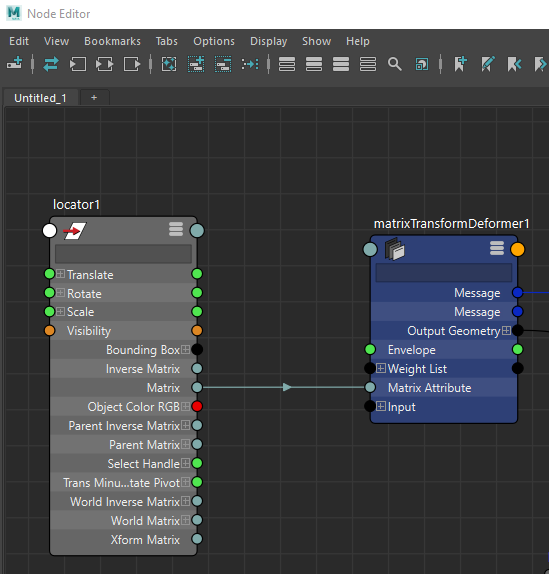 Node Editor
Edit View Bookmarks Tabs Options Display Show Help
Untitled_1 +
locator1
Translate
Rotate
Scale
Visibility
Bounding Box
Inverse Matrix
Matrix
Object Color RGB
Parent Inverse Matrix
Parent Matrix
Select Handle
Trans Minu...tate Pivot
World Inverse Matrix
World Matrix
Xform Matrix
matrixTransformDeformer1
Message
Message
Output Geometry
Envelope
Weight List
Matrix Attribute
Input